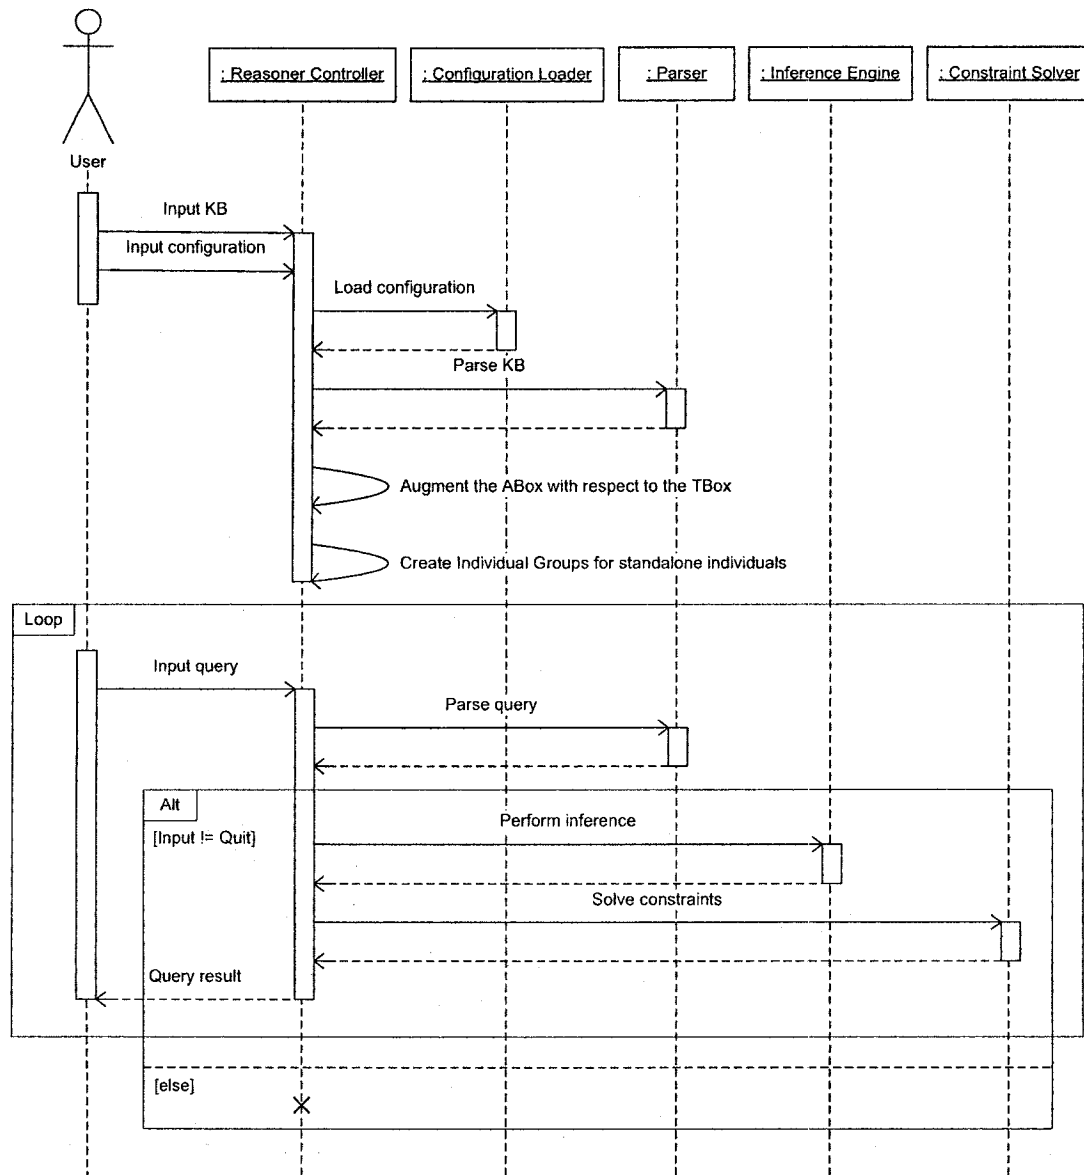 : Reasoner Controller
: Configuration Loader
: Parser
: Inference Engine
: Constraint Solver
User
Input KB
Input configuration
Load configuration
Parse KB
Augment the ABox with respect to the TBox
Create Individual Groups for standalone individuals
Loop
Input query
Parse query
Alt
[Input != Quit]
Perform inference
Solve constraints
Query result
[else]